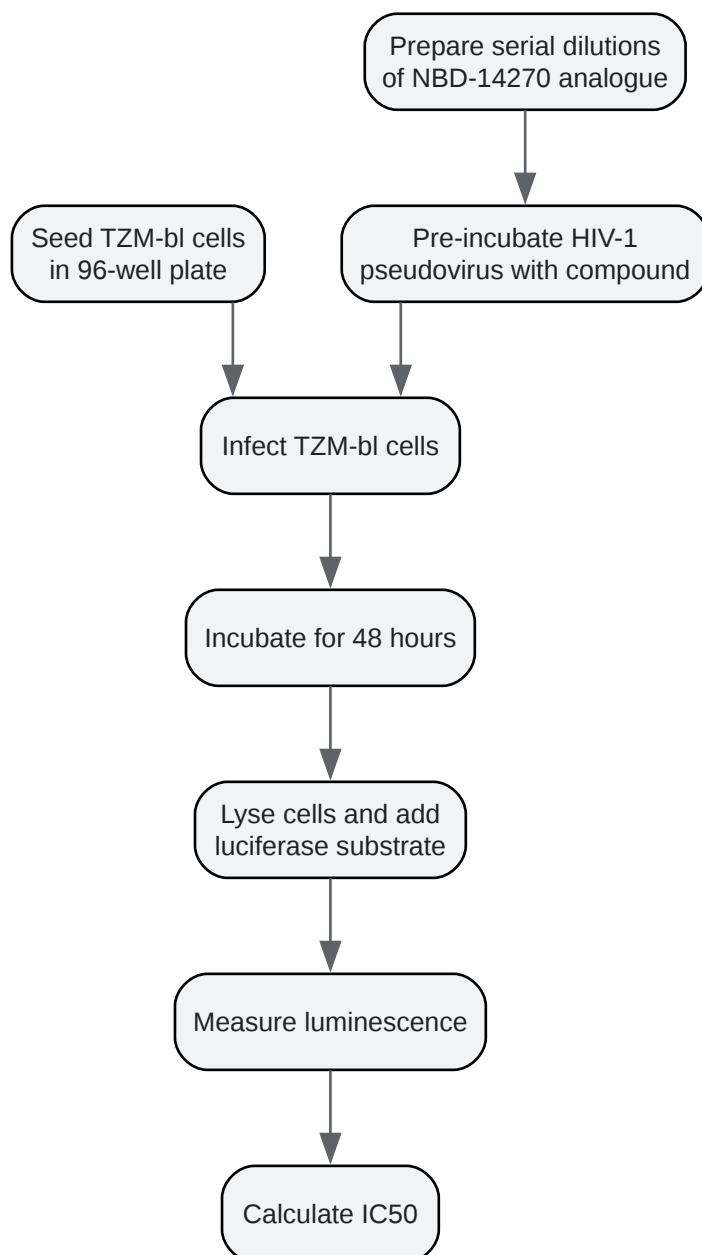 Prepare serial dilutions
of NBD-14270 analogue
Seed TZM-bl cells
in 96-well plate
Pre-incubate HIV-1
pseudovirus with compound
Infect TZM-bl cells
Incubate for 48 hours
Lyse cells and add
luciferase substrate
Measure luminescence
Calculate IC50